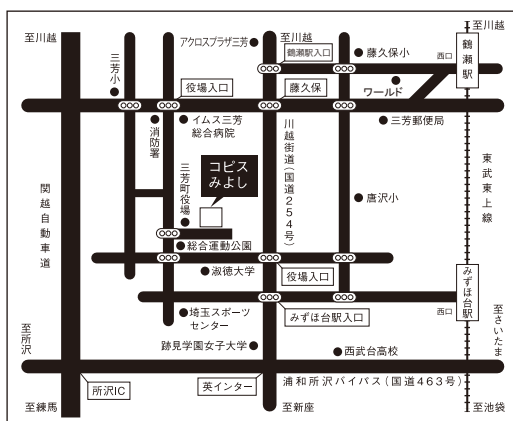 至川越
至川越
至川越
アクロスプラザ三芳
鶴瀬駅入口
藤久保小
西口
鶴瀬駅
三芳小
役場入口
藤久保
ワールド
消防署
イムス三芳
総合病院
三芳郵便局
川越街道(国道254号)
東武東上線
関越自動車道
三芳町役場
コピス
みよし
唐沢小
総合運動公園
淑徳大学
役場入口
みずほ台駅
西口
埼玉スポーツ
センター
みずほ台駅入口
至所沢
至さいたま
跡見学園女子大学
西武台高校
所沢IC
英インター
浦和所沢バイパス(国道463号)
至練馬
至新座
至池袋